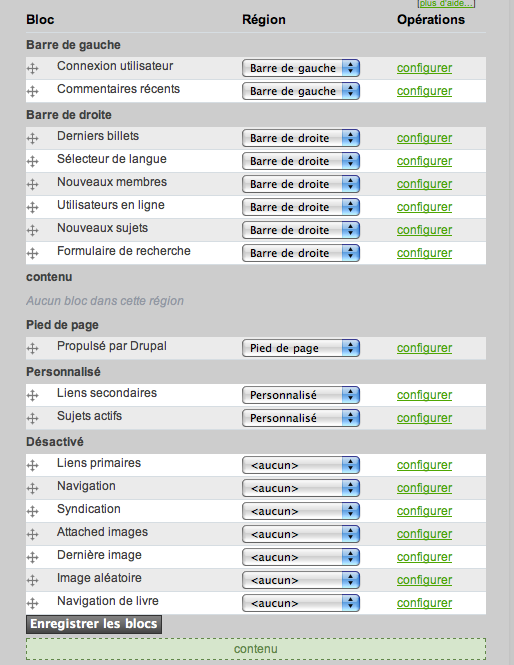 [plus d'aide...]
Bloc Région Opérations
Barre de gauche
Connexion utilisateur Barre de gauche configurer
Commentaires récents Barre de gauche configurer
Barre de droite
Derniers billets Barre de droite configurer
Sélecteur de langue Barre de droite configurer
Nouveaux membres Barre de droite configurer
Utilisateurs en ligne Barre de droite configurer
Nouveaux sujets Barre de droite configurer
Formulaire de recherche Barre de droite configurer
contenu
Aucun bloc dans cette région
Pied de page
Propulsé par Drupal Pied de page configurer
Personnalisé
Liens secondaires Personnalisé configurer
Sujets actifs Personnalisé configurer
Désactivé
Liens primaires <aucun> configurer
Navigation <aucun> configurer
Syndication <aucun> configurer
Attached images <aucun> configurer
Dernière image <aucun> configurer
Image aléatoire <aucun> configurer
Navigation de livre <aucun> configurer
Enregistrer les blocs
contenu